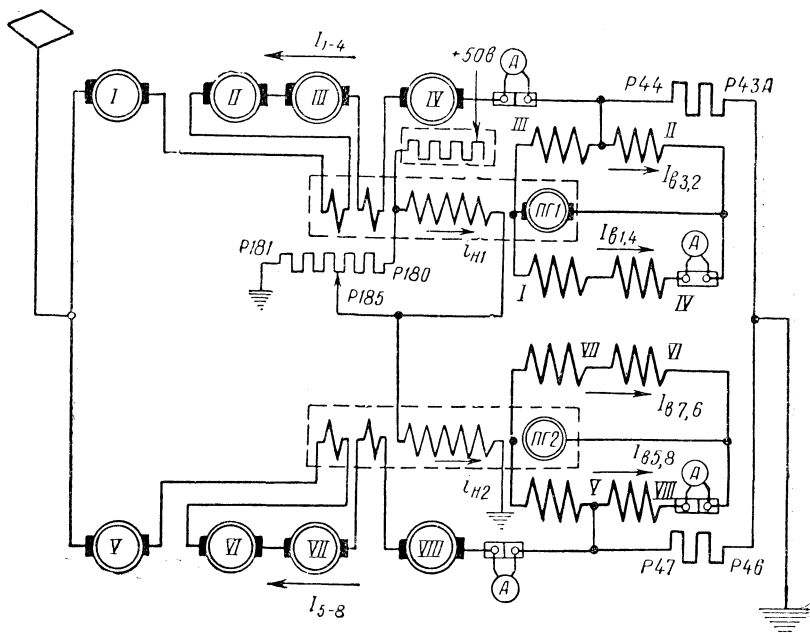 I₁₋₄
+50в
A
I
II
III
IV
III
P44
P43A
II
Iв3,2
ПГ1
P181
iн1
Iв1,4
A
P180
P185
I
IV
VII
VI
Iв7,6
ПГ2
iн2
Iв5,8
A
V
VIII
V
VI
VII
VIII
A
P47
P46
I₅₋₈